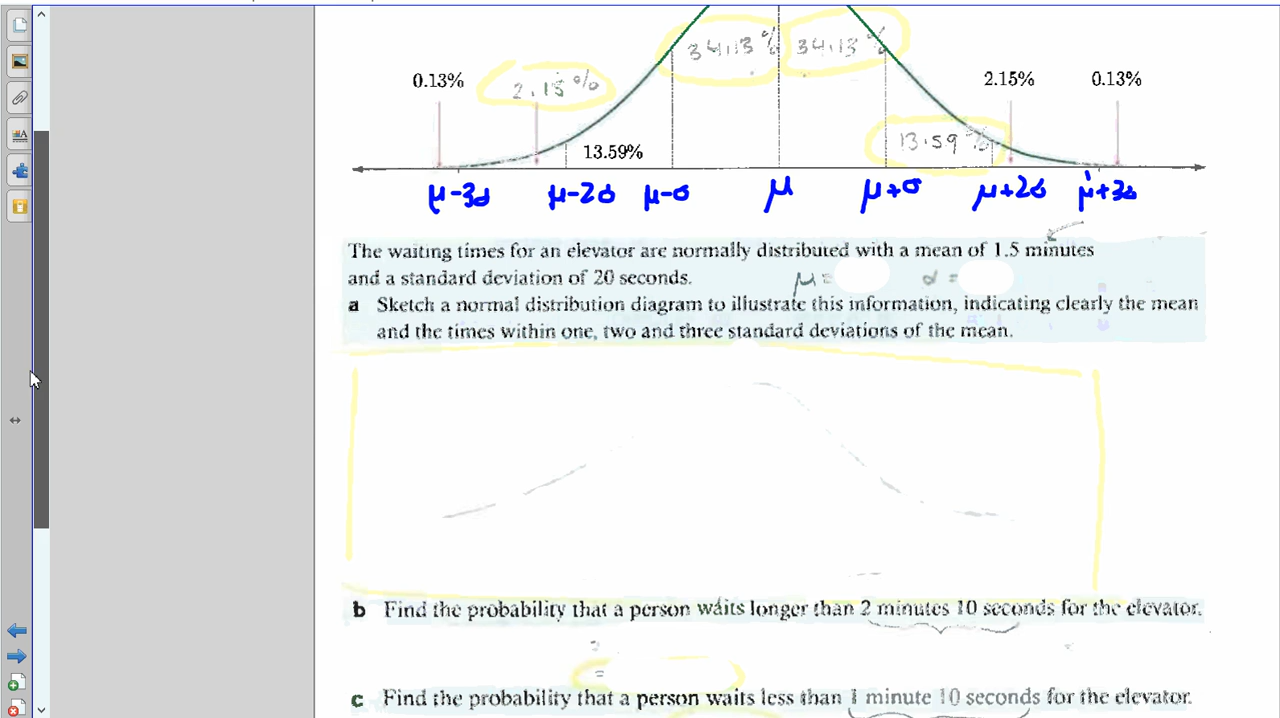 34.13% 34.13%
0.13% 2.15% 2.15% 0.13%
13.59% 13.59%
μ-3σ μ-2σ μ-σ μ μ+σ μ+2σ μ+3σ
The waiting times for an elevator are normally distributed with a mean of 1.5 minutes
and a standard deviation of 20 seconds. μ= σ =
a Sketch a normal distribution diagram to illustrate this information, indicating clearly the mean
and the times within one, two and three standard deviations of the mean.
b Find the probability that a person waits longer than 2 minutes 10 seconds for the elevator.
=
c Find the probability that a person waits less than 1 minute 10 seconds for the elevator.